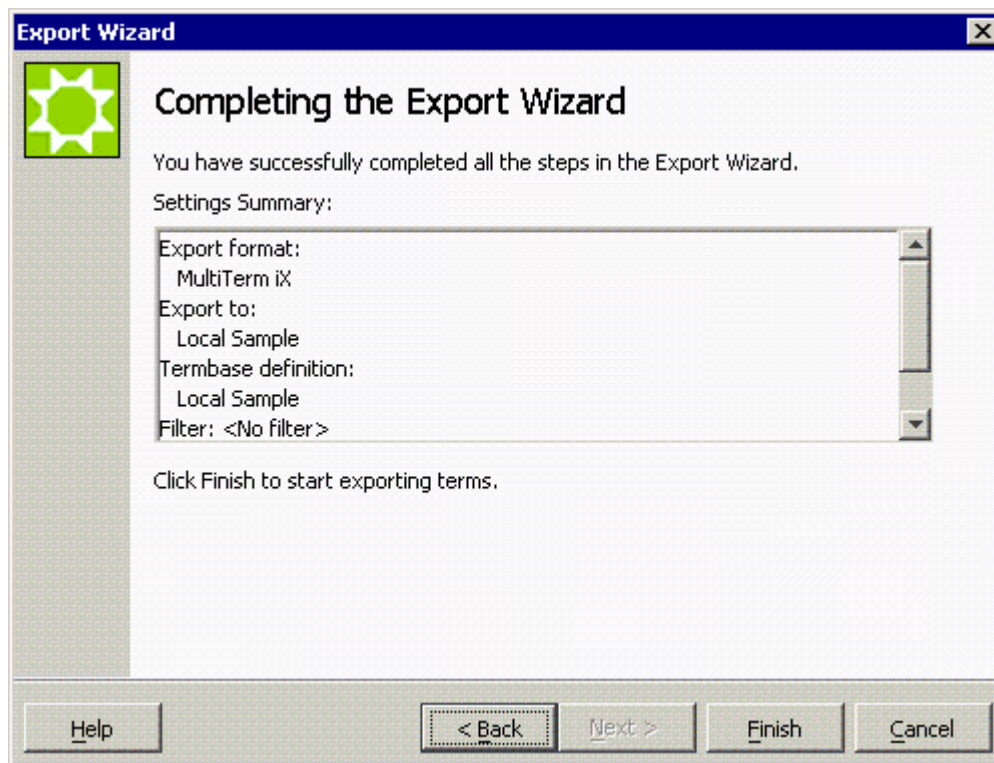 Export Wizard
Completing the Export Wizard
You have successfully completed all the steps in the Export Wizard.
Settings Summary:
Export format:
MultiTerm iX
Export to:
Local Sample
Termbase definition:
Local Sample
Filter: <No filter>
Click Finish to start exporting terms.
Help < Back Next > Finish Cancel